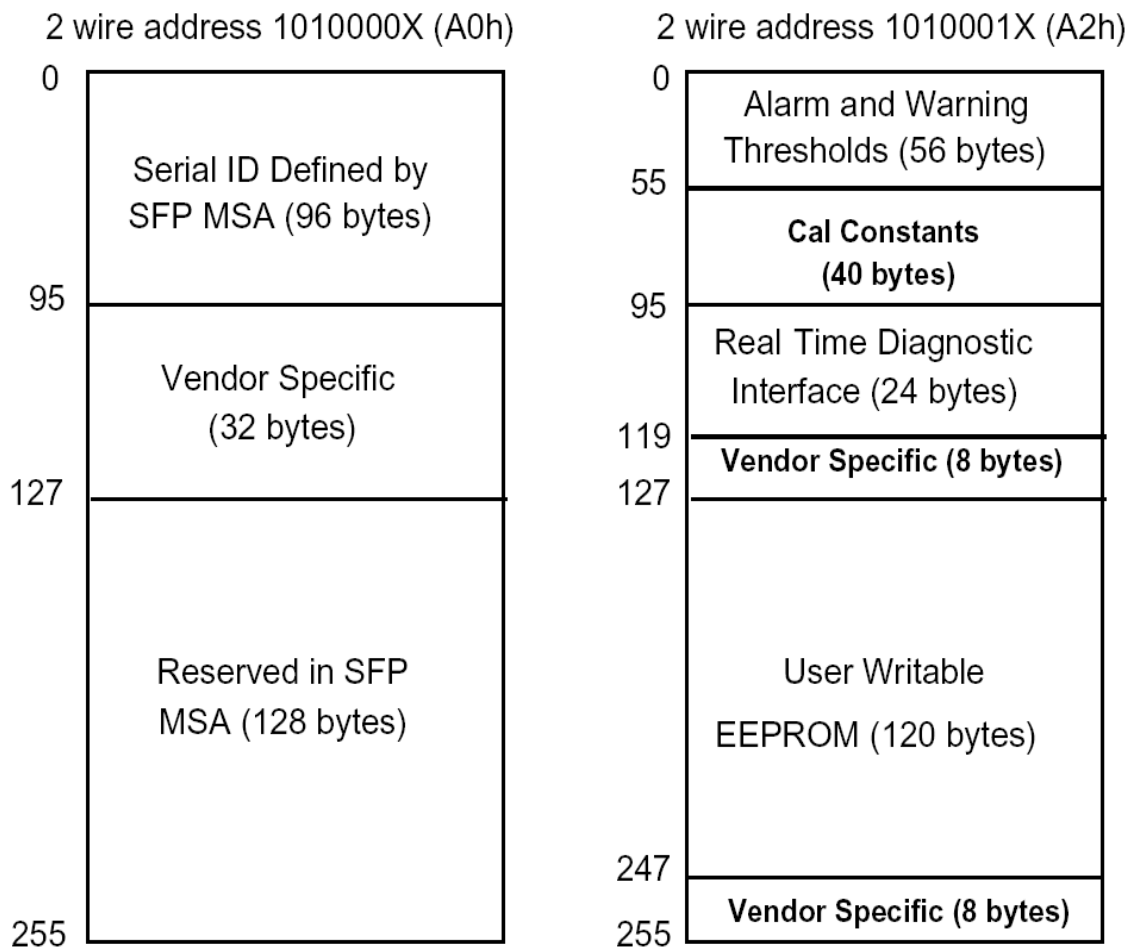 2 wire address 1010000X (A0h)
0
Serial ID Defined by
SFP MSA (96 bytes)
95
Vendor Specific
(32 bytes)
127
Reserved in SFP
MSA (128 bytes)
255
2 wire address 1010001X (A2h)
0
Alarm and Warning
Thresholds (56 bytes)
55
Cal Constants
(40 bytes)
95
Real Time Diagnostic
Interface (24 bytes)
119
Vendor Specific (8 bytes)
127
User Writable
EEPROM (120 bytes)
247
Vendor Specific (8 bytes)
255